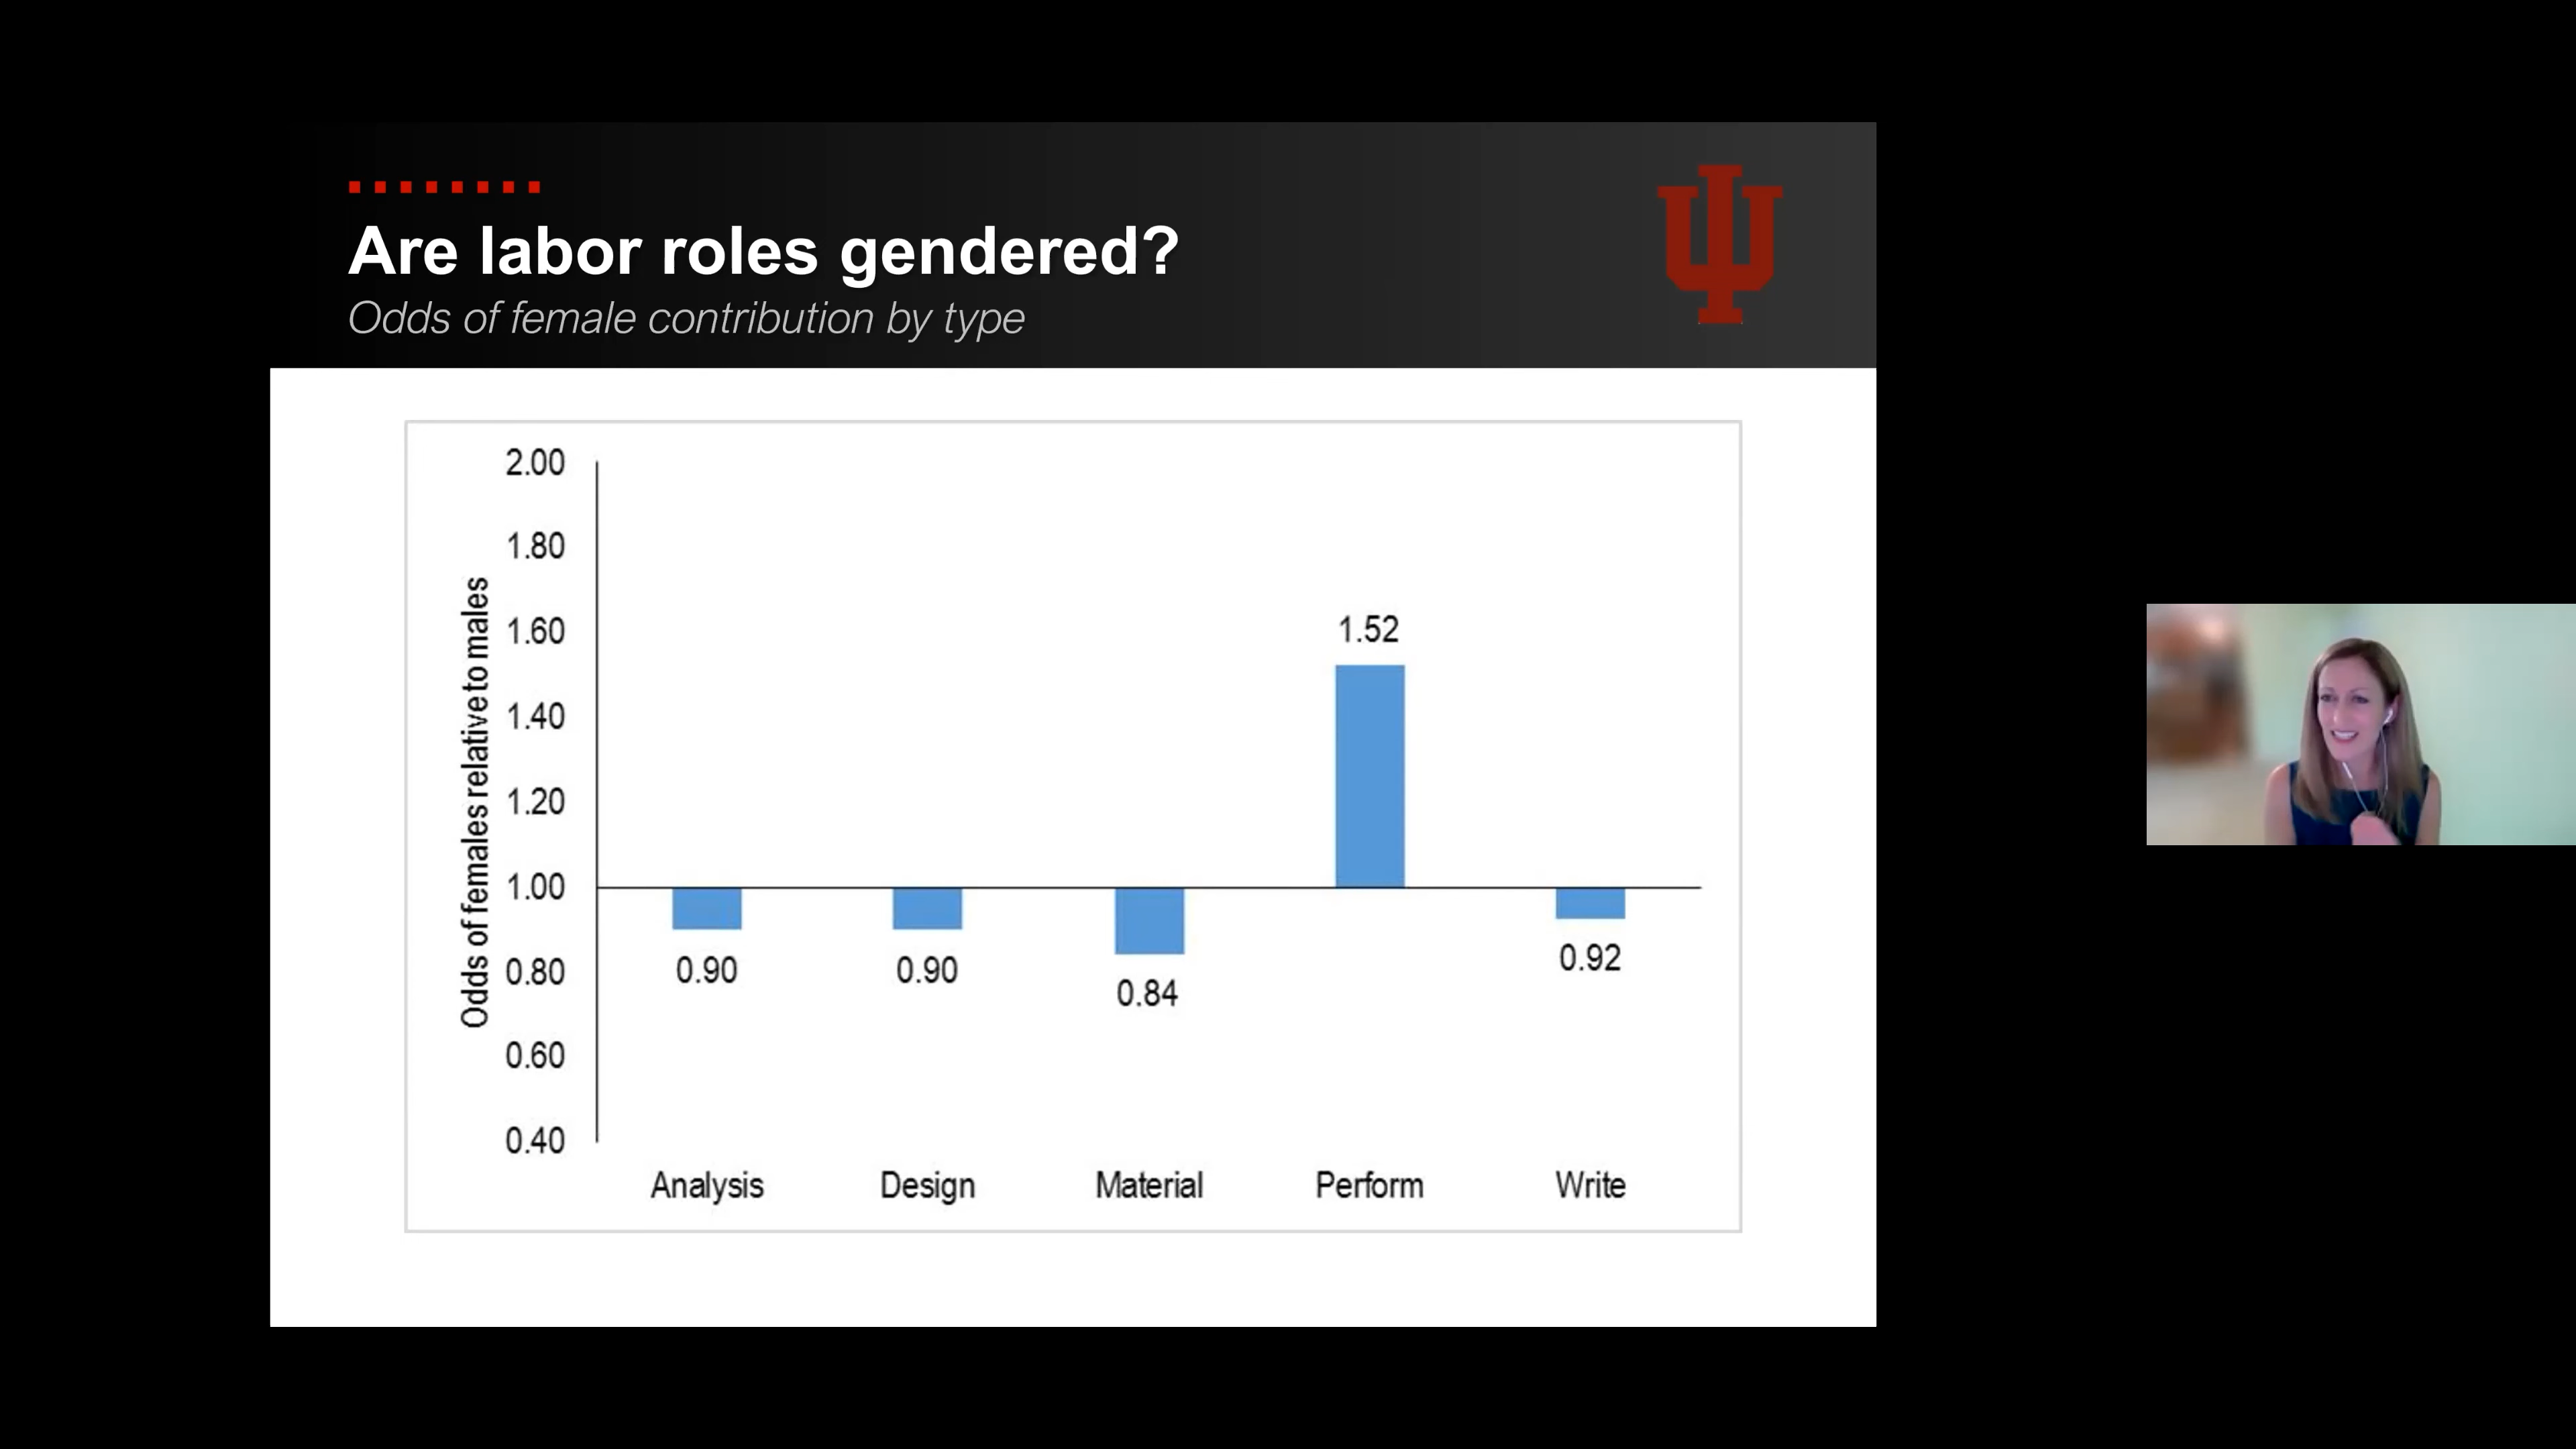 Are labor roles gendered?
Odds of female contribution by type
Odds of females relative to males
2.00
1.80
1.60
1.40
1.20
1.00
0.80
0.60
0.40
0.90
0.90
0.84
1.52
0.92
Analysis
Design
Material
Perform
Write